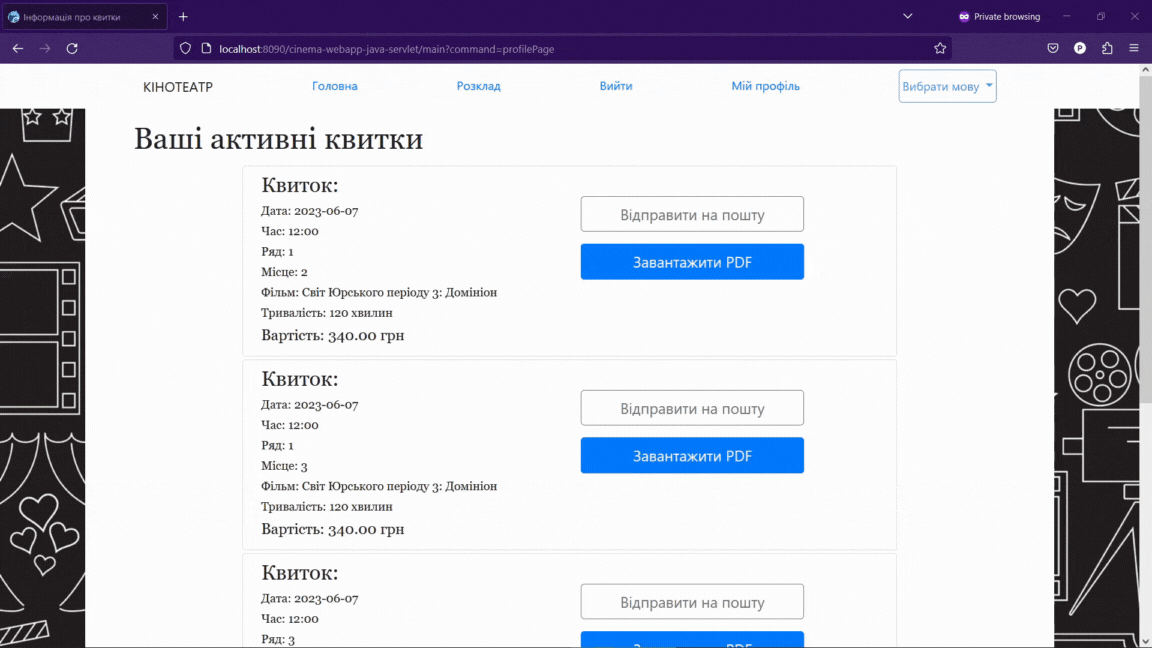 Інформація про квитки
Private browsing
localhost:8090/cinema-webapp-java-servlet/main?command=profilePage
КІНОТЕАТР
Головна
Розклад
Вийти
Мій профіль
Вибрати мову
Ваші активні квитки
Квиток:
Дата: 2023-06-07
Час: 12:00
Ряд: 1
Місце: 2
Фільм: Світ Юрського періоду 3: Домініон
Тривалість: 120 хвилин
Вартість: 340.00 грн
Відправити на пошту
Завантажити PDF
Квиток:
Дата: 2023-06-07
Час: 12:00
Ряд: 1
Місце: 3
Фільм: Світ Юрського періоду 3: Домініон
Тривалість: 120 хвилин
Вартість: 340.00 грн
Відправити на пошту
Завантажити PDF
Квиток:
Дата: 2023-06-07
Час: 12:00
Ряд: 3
Відправити на пошту
Завантажити PDF